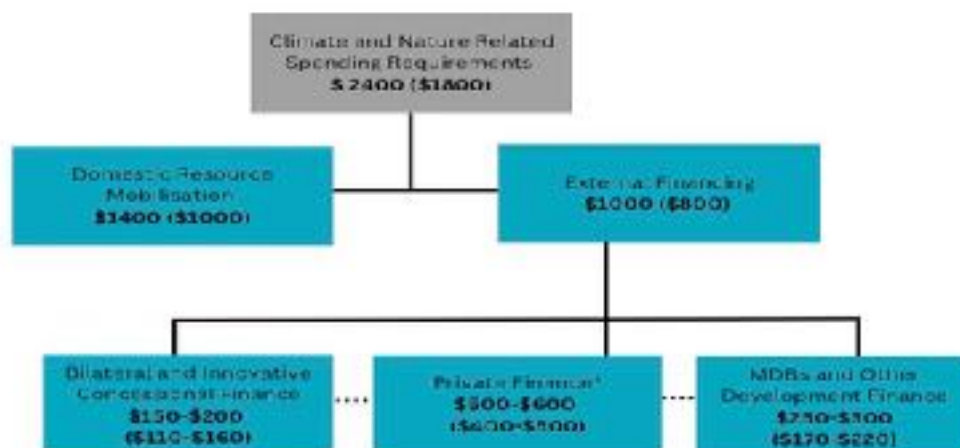 Climate and Nature Related
Spending Requirements
$2400 ($1800)
Domestic Resource
Mobilisation
$1400 ($1000)
External Financing
$1000 ($800)
Bilateral and Innovative
Concessional Finance
$150-$200
($110-$160)
Private Finance*
$500-$600
($400-$500)
MDBs and Other
Development Finance
$250-$300
($170-$220)